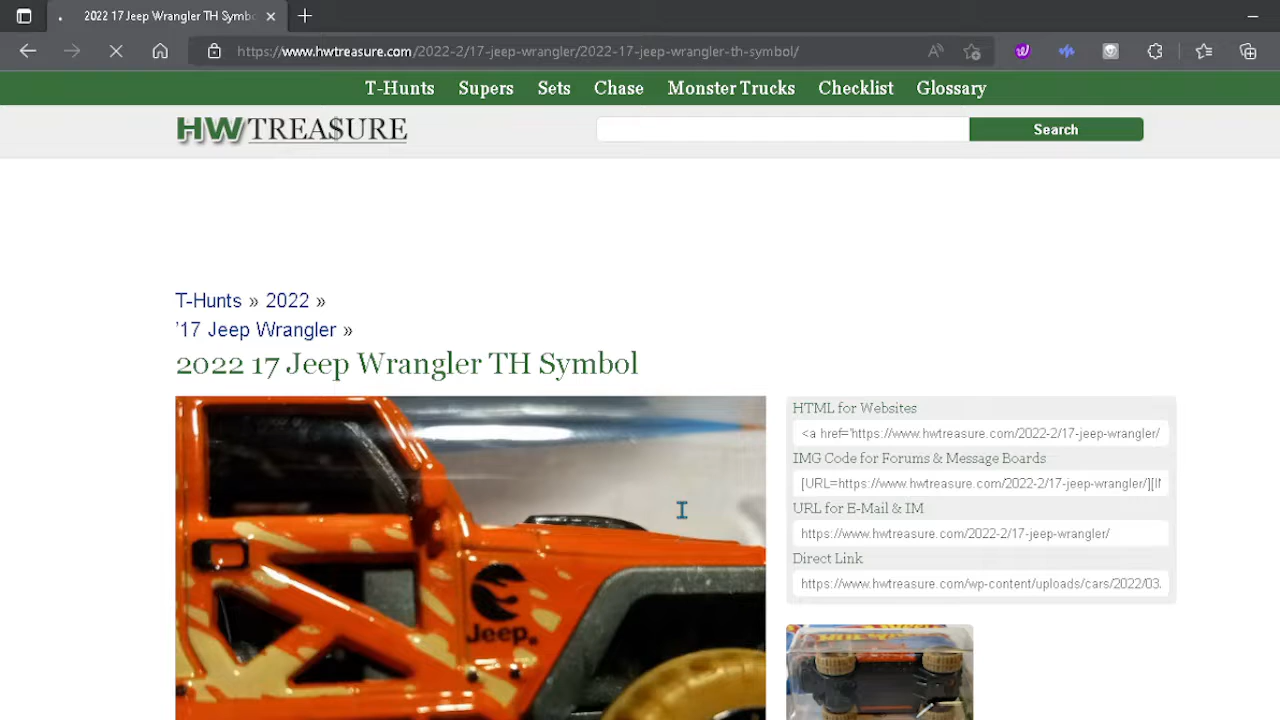 2022 17 Jeep Wrangler TH Symbo
https://www.hwtreasure.com/2022-2/17-jeep-wrangler/2022-17-jeep-wrangler-th-symbol/
T-Hunts Supers Sets Chase Monster Trucks Checklist Glossary
HW TREA$URE
Search
T-Hunts » 2022 »
'17 Jeep Wrangler »
2022 17 Jeep Wrangler TH Symbol
HTML for Websites
<a href='https://www.hwtreasure.com/2022-2/17-jeep-wrangler/
IMG Code for Forums & Message Boards
[URL=https://www.hwtreasure.com/2022-2/17-jeep-wrangler/][I
URL for E-Mail & IM
https://www.hwtreasure.com/2022-2/17-jeep-wrangler/
Direct Link
https://www.hwtreasure.com/wp-content/uploads/cars/2022/03.
Jeep